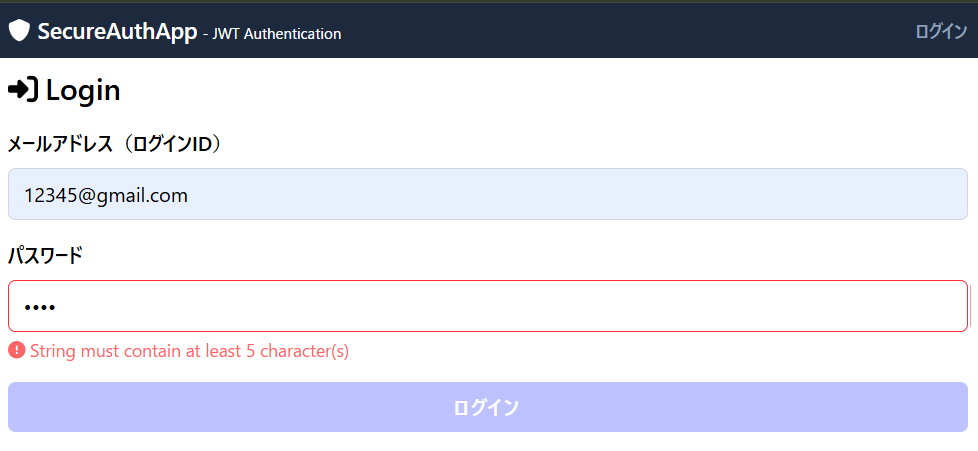 SecureAuthApp - JWT Authentication ログイン
Login
メールアドレス（ログインID）
12345@gmail.com
パスワード
••••
String must contain at least 5 character(s)
ログイン